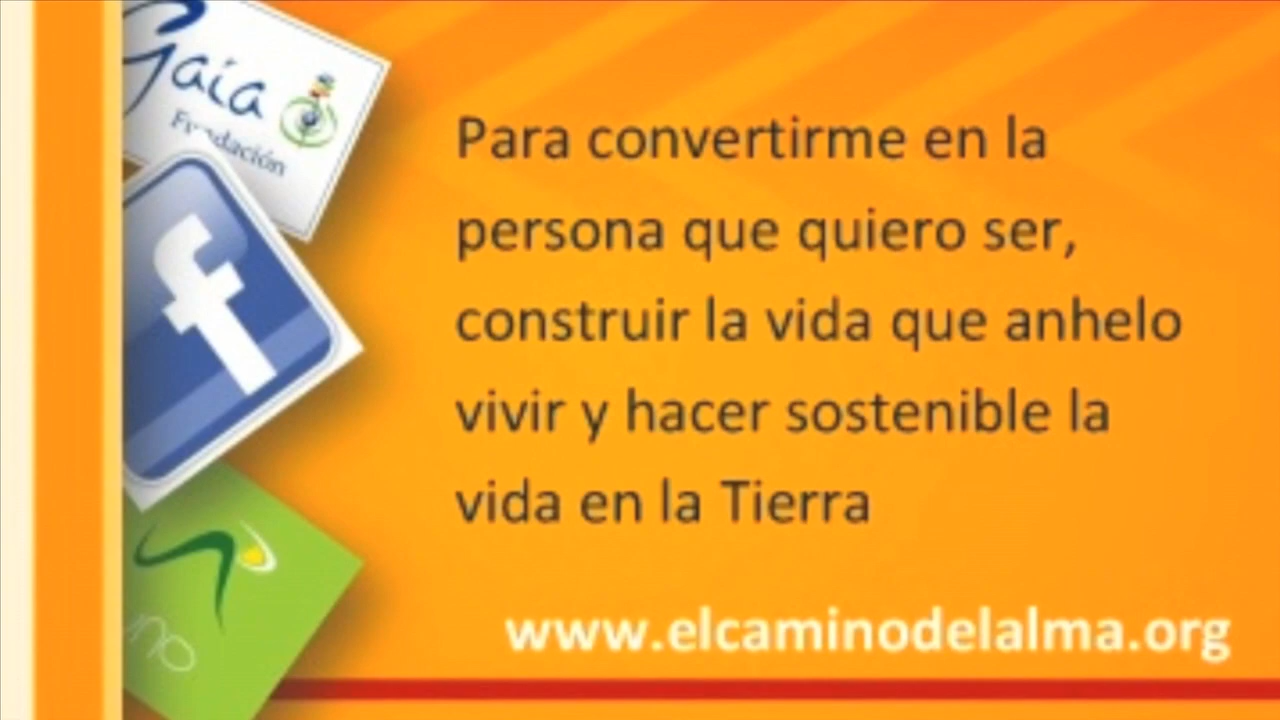 Gaia
Fundación
Para convertirme en la
persona que quiero ser,
construir la vida que anhelo
vivir y hacer sostenible la
vida en la Tierra
www.elcaminodelalma.org